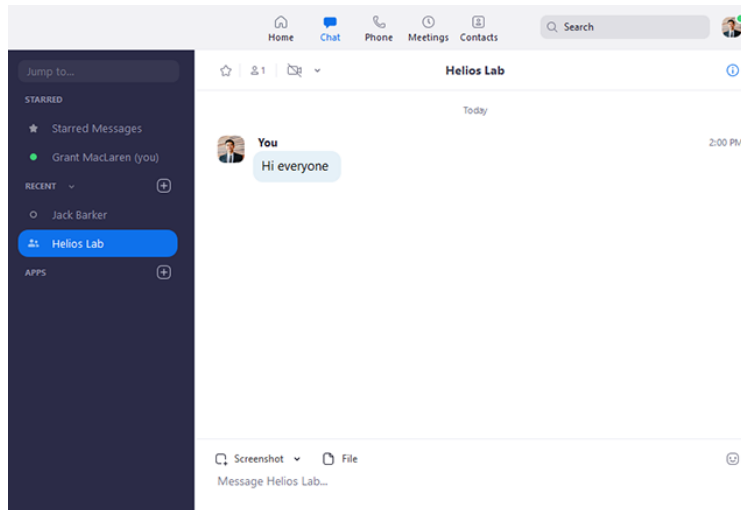 Home Chat Phone Meetings Contacts Search
Jump to...
STARRED
Starred Messages
Grant MacLaren (you)
RECENT
Jack Barker
Helios Lab
APPS
1 Helios Lab
Today
You 2:00 PM
Hi everyone
Screenshot File
Message Helios Lab...